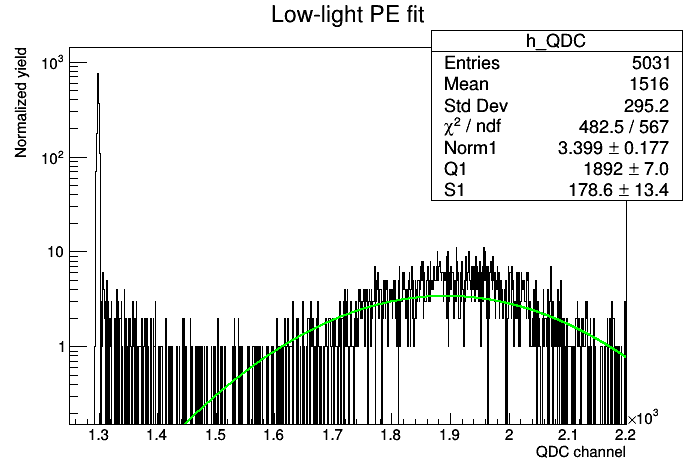 Low-light PE fit
h_QDC
Entries 5031
Mean 1516
Std Dev 295.2
χ² / ndf 482.5 / 567
Norm1 3.399 ± 0.177
Q1 1892 ± 7.0
S1 178.6 ± 13.4
Normalized yield
10³
10²
10
1
1.3 1.4 1.5 1.6 1.7 1.8 1.9 2 2.1 2.2
×10³
QDC channel